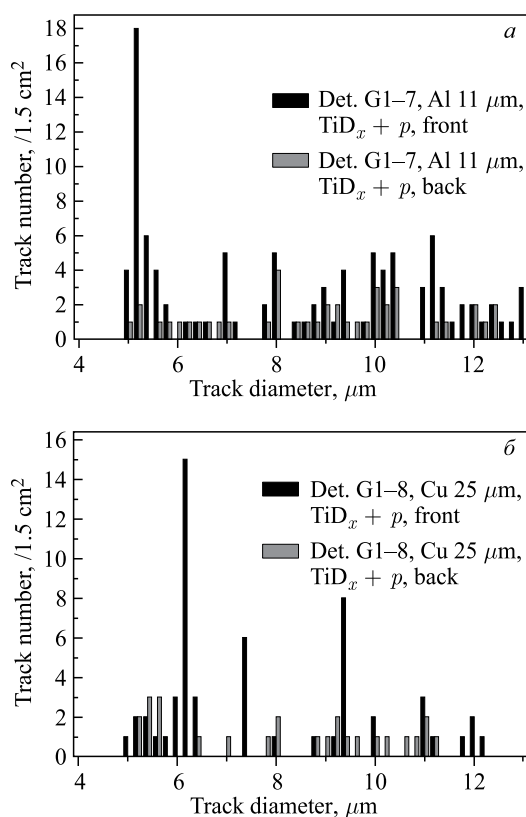 a
18
16
14
12
10
8
6
4
2
0
Track number, /1.5 cm²
Det. G1–7, Al 11 μm,
TiDₓ + p, front
Det. G1–7, Al 11 μm,
TiDₓ + p, back
4 6 8 10 12
Track diameter, μm
б
16
14
12
10
8
6
4
2
0
Track number, /1.5 cm²
Det. G1–8, Cu 25 μm,
TiDₓ + p, front
Det. G1–8, Cu 25 μm,
TiDₓ + p, back
4 6 8 10 12
Track diameter, μm